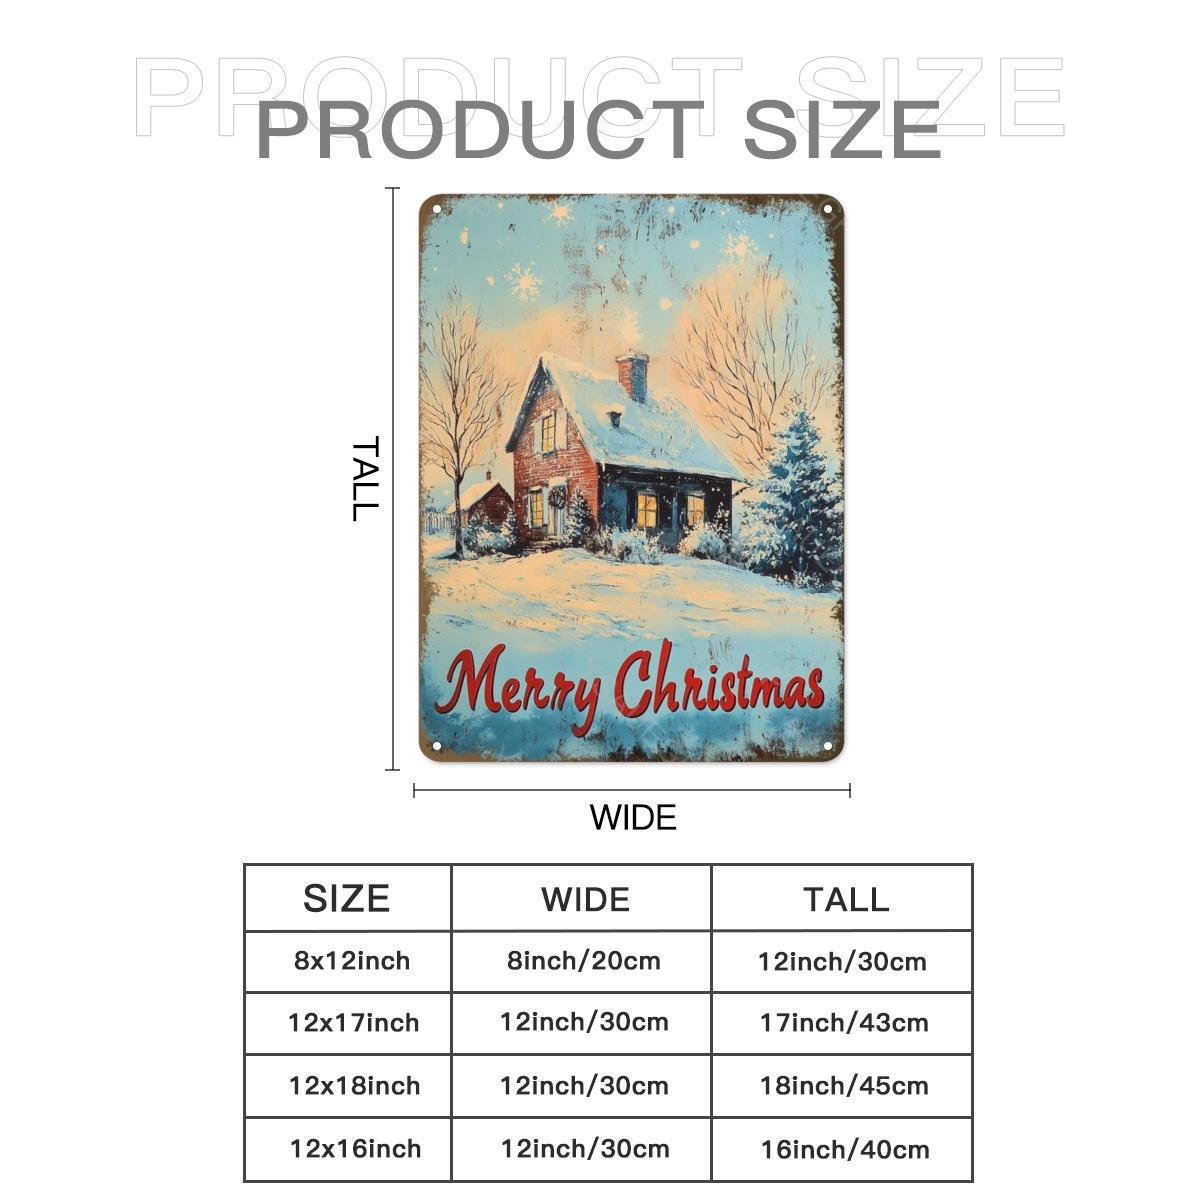 PRODUCT SIZE
PRODUCT SIZE
TALL
Merry Christmas
WIDE
SIZE WIDE TALL
8x12inch 8inch/20cm 12inch/30cm
12x17inch 12inch/30cm 17inch/43cm
12x18inch 12inch/30cm 18inch/45cm
12x16inch 12inch/30cm 16inch/40cm